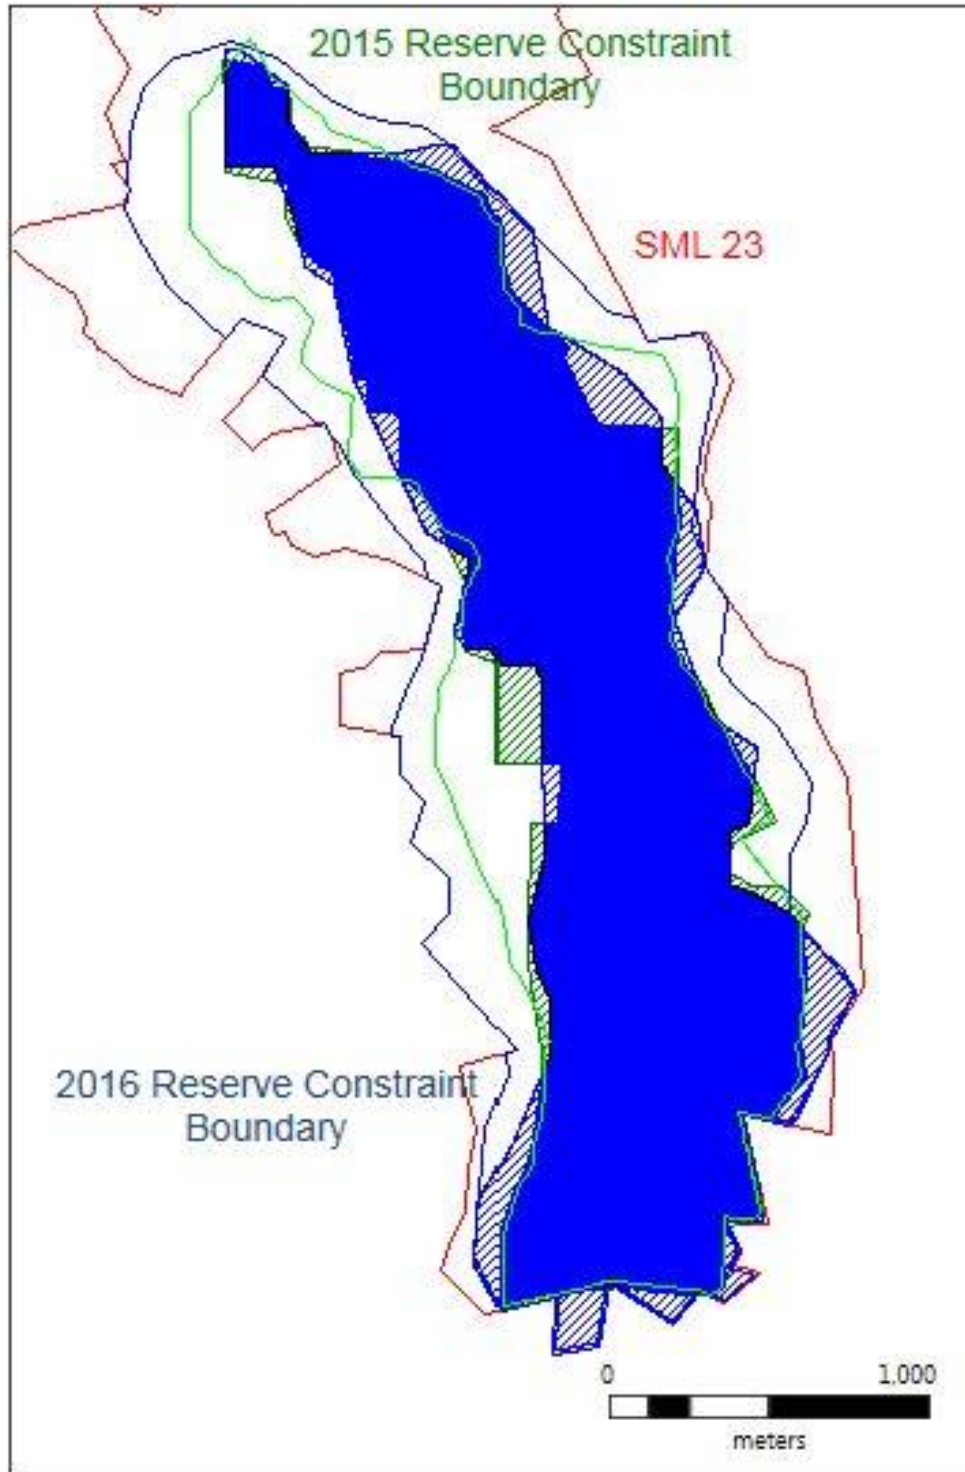 2015 Reserve Constraint
Boundary
SML 23
2016 Reserve Constraint
Boundary
0 1,000
meters